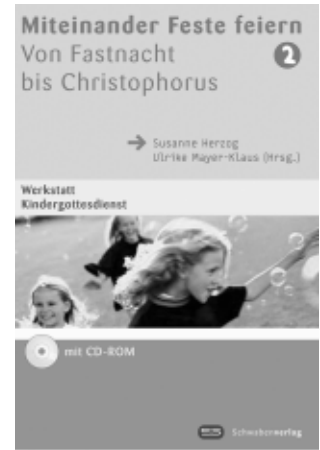 Miteinander Feste feiern
Von Fastnacht 2
bis Christophorus
Susanne Herzog
Ulrike Mayer-Klaus (Hrsg.)
Werkstatt
Kindergottesdienst
mit CD-ROM
Schwabenverlag